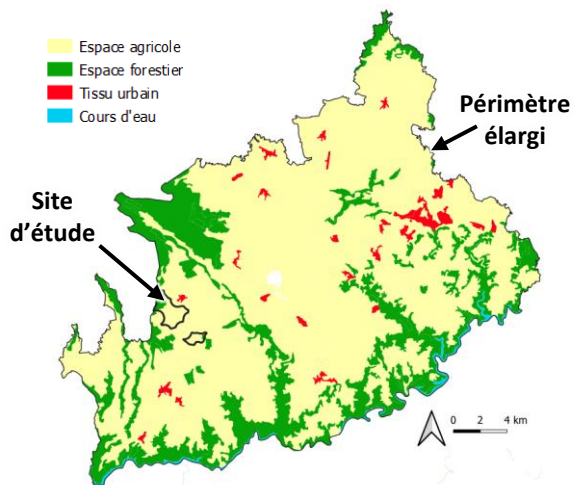 Espace agricole
Espace forestier
Tissu urbain
Cours d'eau
Périmètre
élargi
Site
d'étude
0 2 4 km